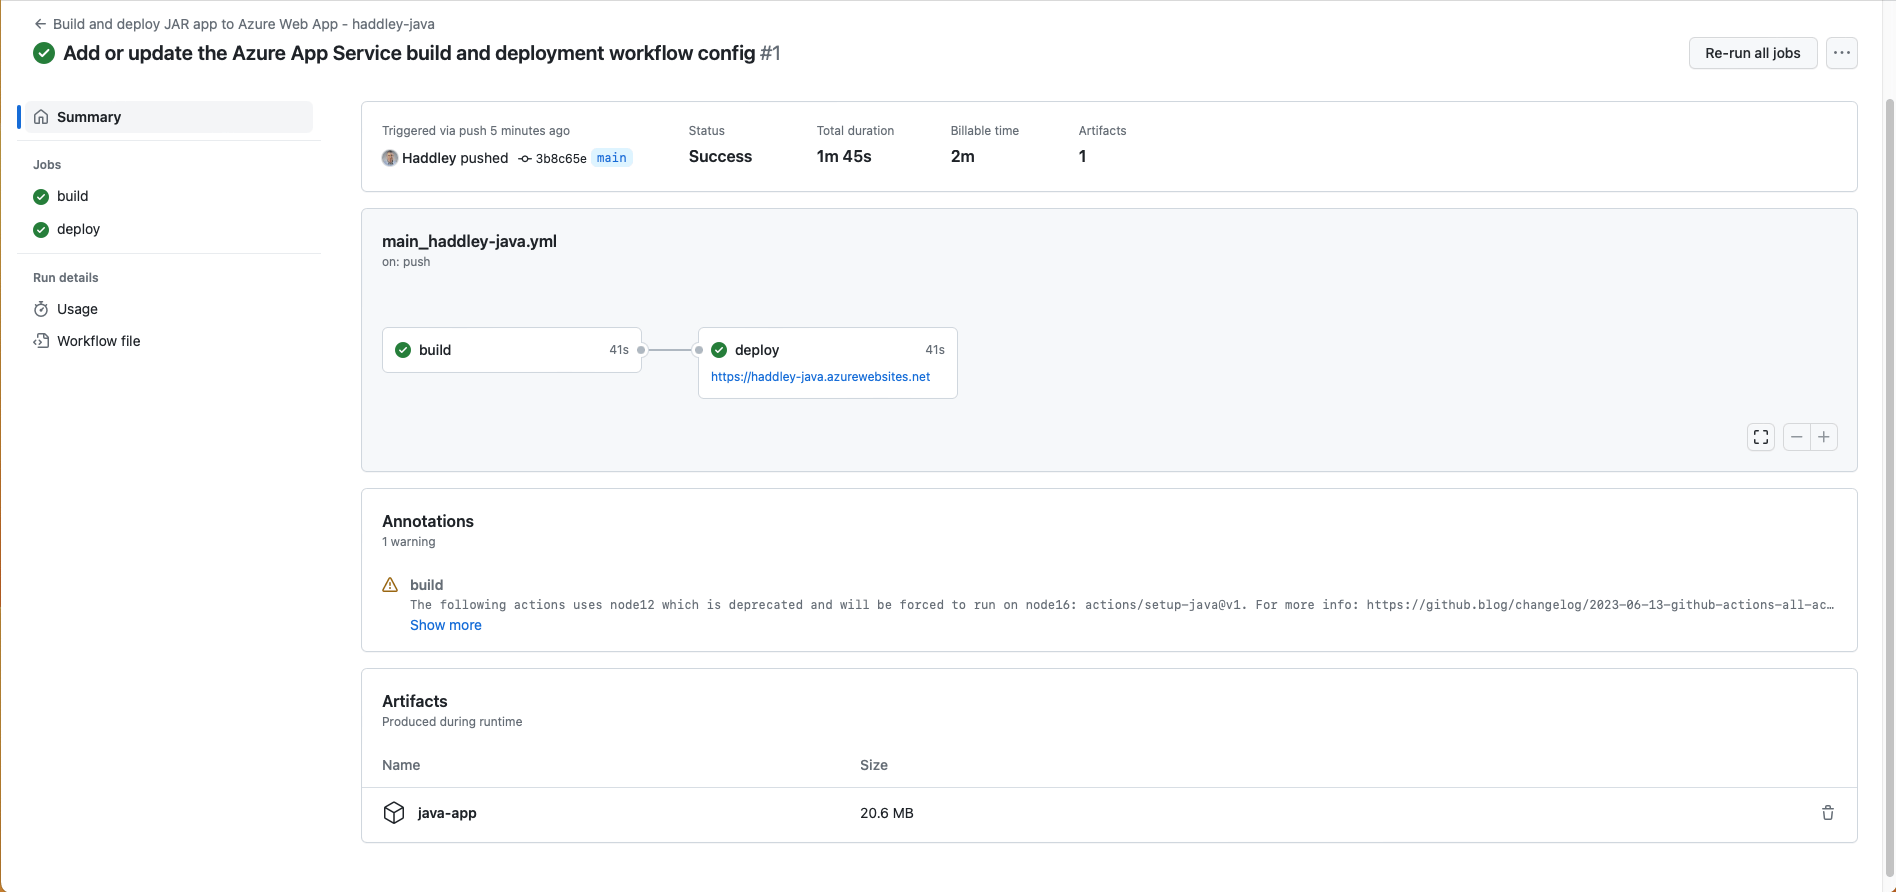 Build and deploy JAR app to Azure Web App - haddley-java
Add or update the Azure App Service build and deployment workflow config #1
Re-run all jobs
Summary
Jobs
build
deploy
Run details
Usage
Workflow file
Triggered via push 5 minutes ago
Haddley pushed 3b8c65e main
Status
Success
Total duration
1m 45s
Billable time
2m
Artifacts
1
main_haddley-java.yml
on: push
build 41s
deploy 41s
https://haddley-java.azurewebsites.net
Annotations
1 warning
build
The following actions uses node12 which is deprecated and will be forced to run on node16: actions/setup-java@v1. For more info: https://github.blog/changelog/2023-06-13-github-actions-all-ac…
Show more
Artifacts
Produced during runtime
Name Size
java-app 20.6 MB